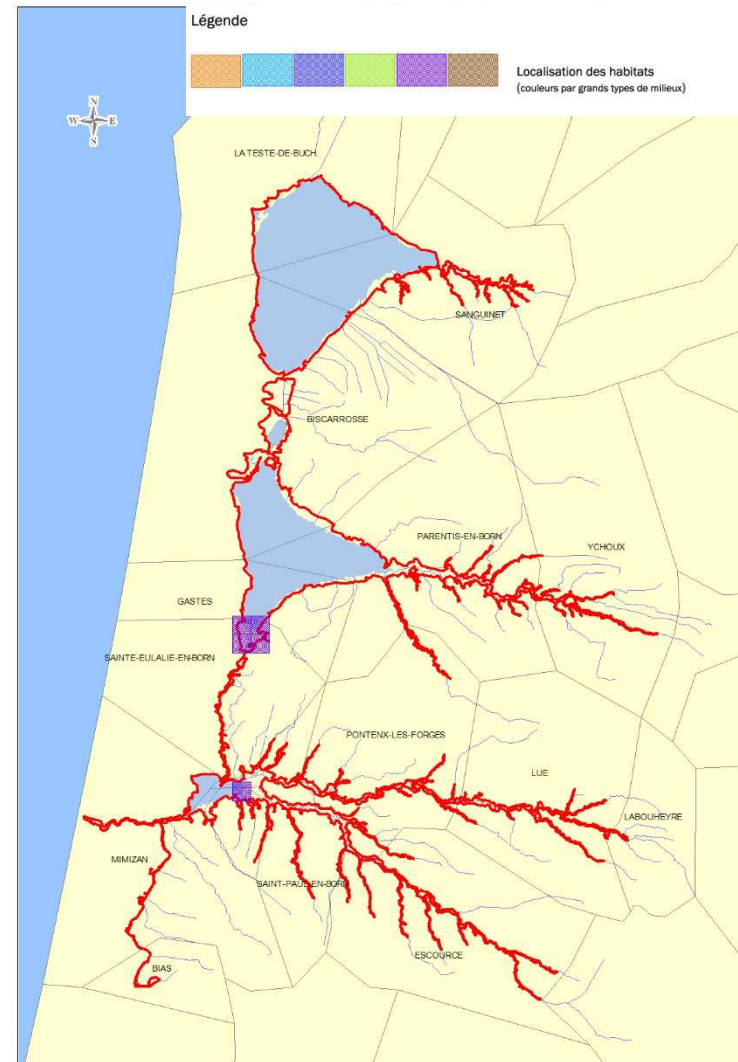 Légende
Localisation des habitats
(couleurs par grands types de milieux)
N
W E
S
LA TESTE-DE-BUCH
SANGUINET
BISCARROSSE
PARENTIS-EN-BORN
YCHOUX
GASTES
SAINTE-EULALIE-EN-BORN
PONTENX-LES-FORGES
LUE
LABOUHEYRE
MIMIZAN
SAINT-PAUL-EN-BORN
ESCOURCE
BIAS